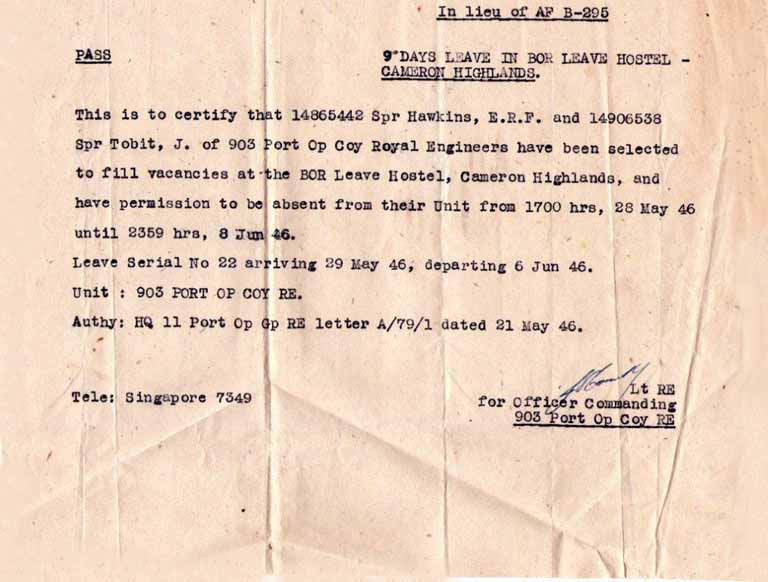 In lieu of AF B-295
PASS
9 DAYS LEAVE IN BOR LEAVE HOSTEL -
CAMERON HIGHLANDS.
This is to certify that 14865442 Spr Hawkins, E.R.F. and 14906538
Spr Tobit, J. of 903 Port Op Coy Royal Engineers have been selected
to fill vacancies at the BOR Leave Hostel, Cameron Highlands, and
have permission to be absent from their Unit from 1700 hrs, 28 May 46
until 2359 hrs, 8 Jun 46.
Leave Serial No 22 arriving 29 May 46, departing 6 Jun 46.
Unit : 903 PORT OP COY RE.
Authy: HQ 11 Port Op Gp RE letter A/79/1 dated 21 May 46.
Lt RE
Tele: Singapore 7349
for Officer Commanding
903 Port Op Coy RE